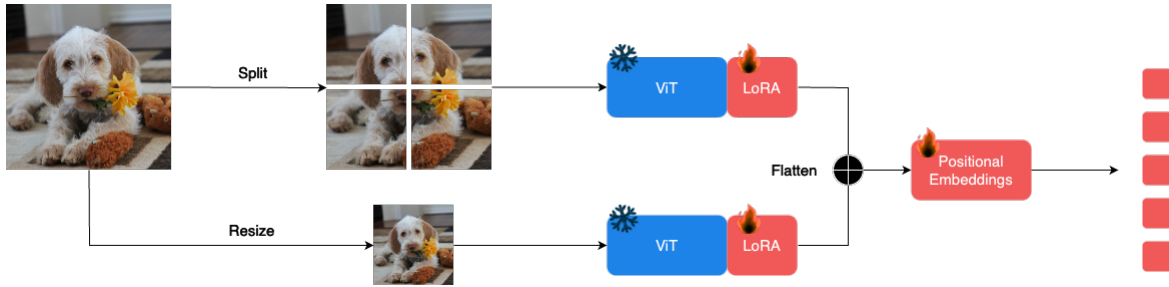 Split
ViT
LoRA
Flatten
Positional
Embeddings
Resize
ViT
LoRA